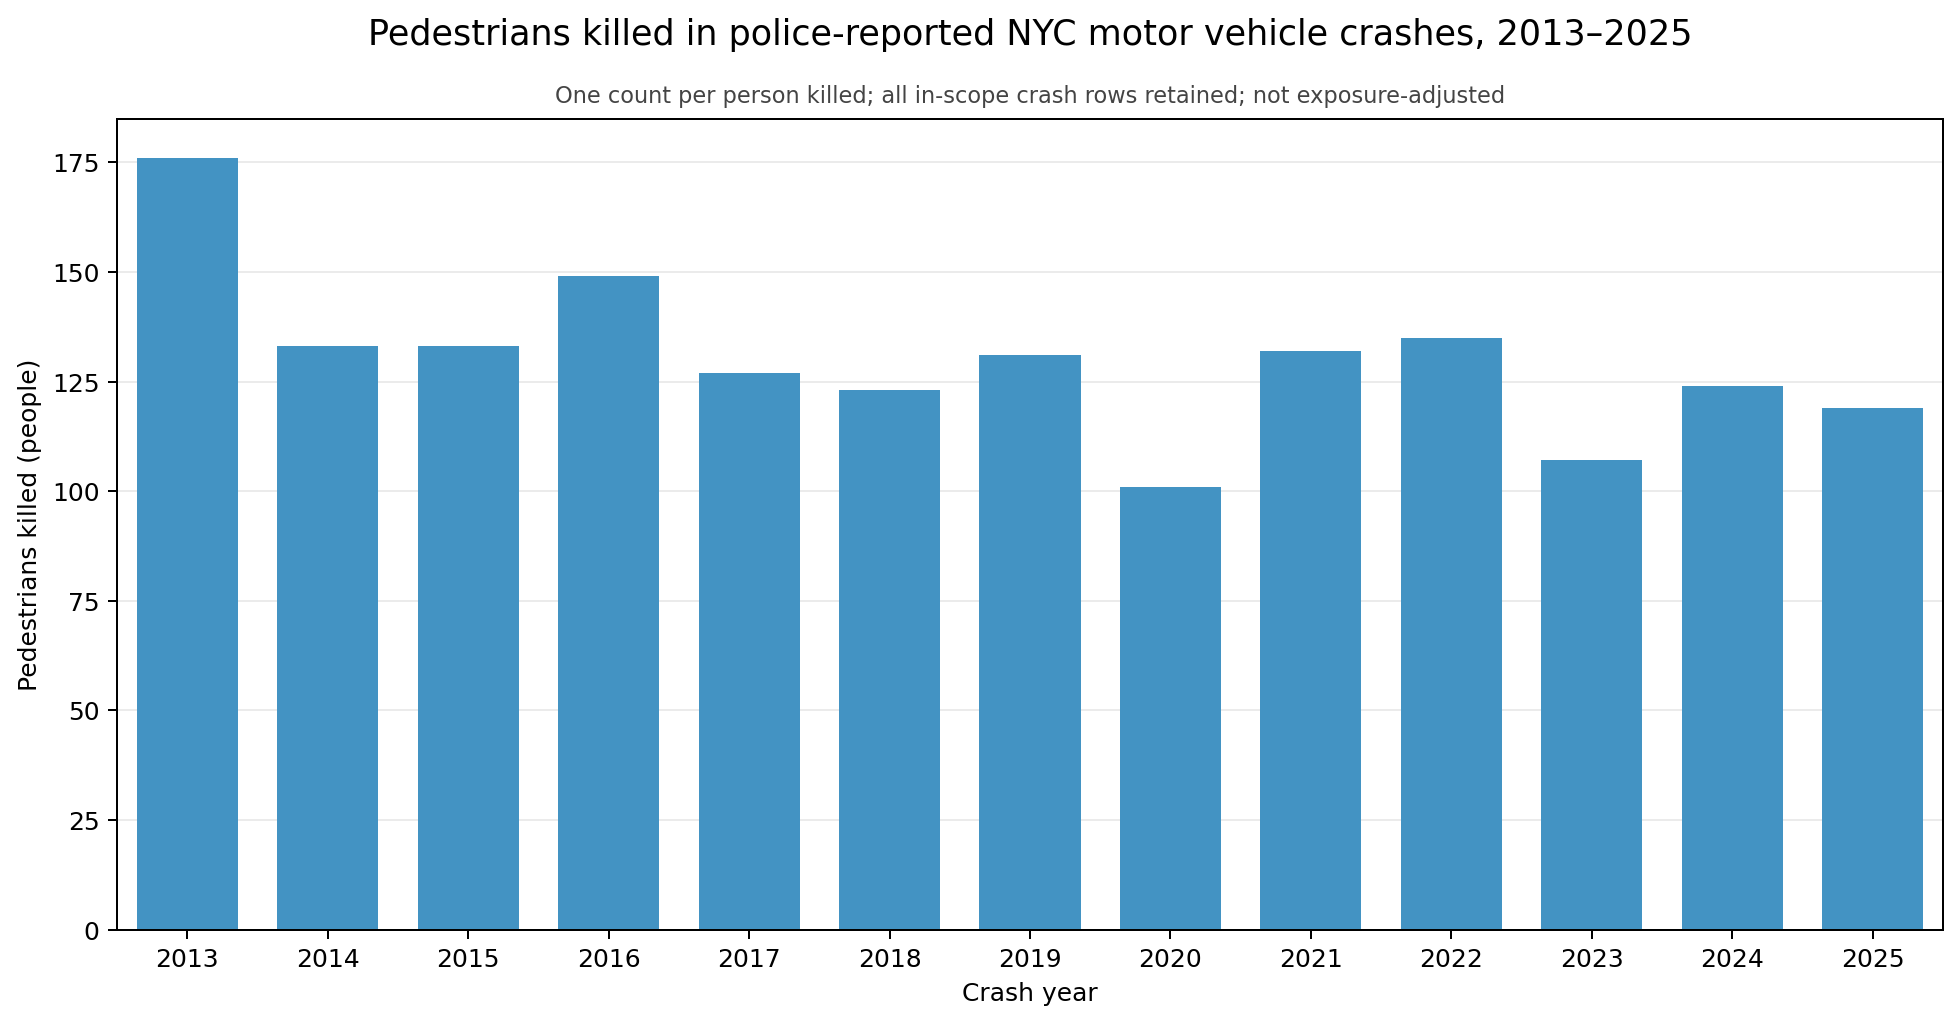 Pedestrians killed in police-reported NYC motor vehicle crashes, 2013–2025
One count per person killed; all in-scope crash rows retained; not exposure-adjusted
Pedestrians killed (people)
175
150
125
100
75
50
25
0
2013 2014 2015 2016 2017 2018 2019 2020 2021 2022 2023 2024 2025
Crash year